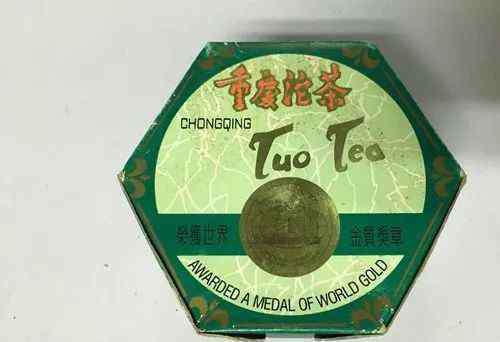 重慶沱茶
CHONGQING
Tuo Tea
榮獲世界 金質奬章
AWARDED A MEDAL OF WORLD GOLD